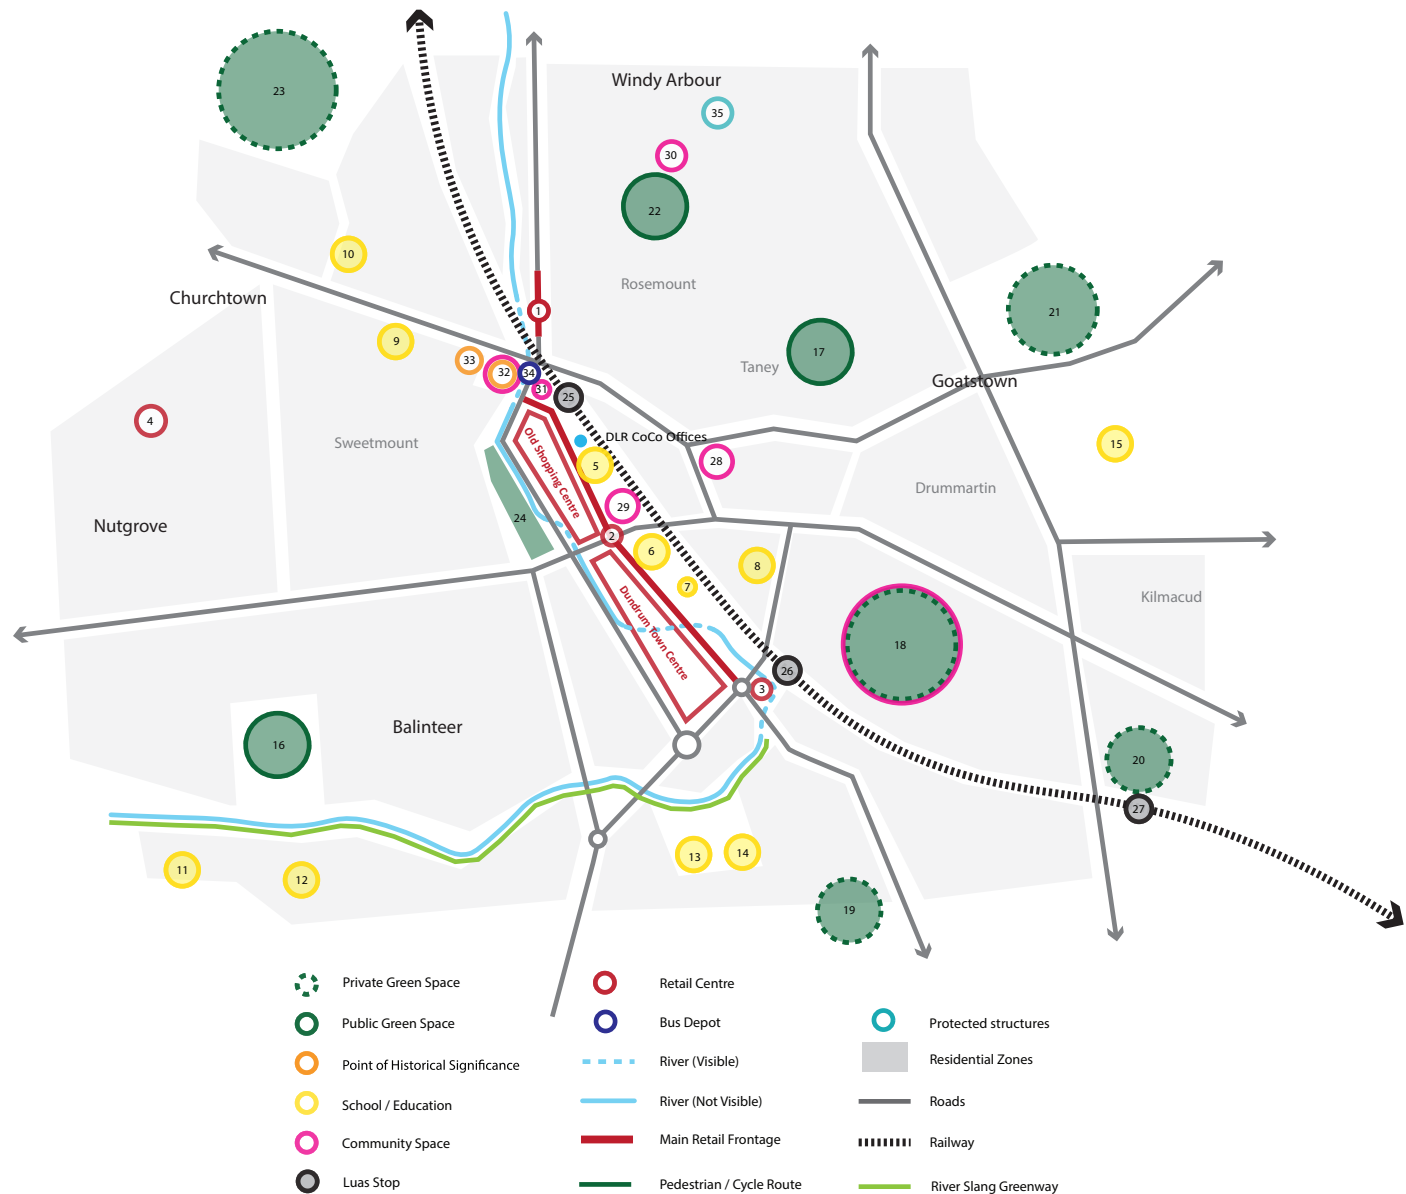 Windy Arbour
35
23
30
22
10
Rosemount
Churchtown
21
1
9
33
32
34
31
25
17
Taney
Goatstown
4
Sweetmount
DLR CoCo Offices
15
5
28
Old Shopping Centre
Drummartin
29
24
Nutgrove
2
6
8
7
Kilmacud
Dundrum Town Centre
18
26
3
Balinteer
16
20
27
13
14
11
12
19
Private Green Space
Public Green Space
Point of Historical Significance
School / Education
Community Space
Luas Stop
Retail Centre
Bus Depot
River (Visible)
River (Not Visible)
Main Retail Frontage
Pedestrian / Cycle Route
Protected structures
Residential Zones
Roads
Railway
River Slang Greenway